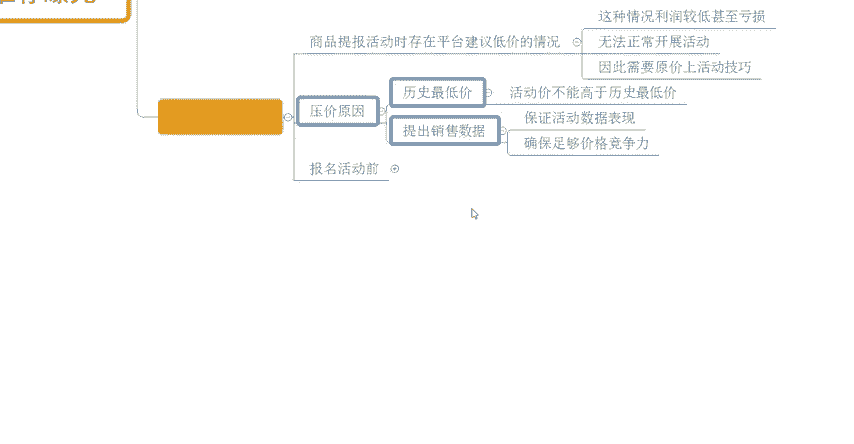 这种情况利润较低甚至亏损
商品提报活动时存在平台建议低价的情况
无法正常开展活动
因此需要原价上活动技巧
压价原因
历史最低价
活动价不能高于历史最低价
提出销售数据
保证活动数据表现
确保足够价格竞争力
报名活动前